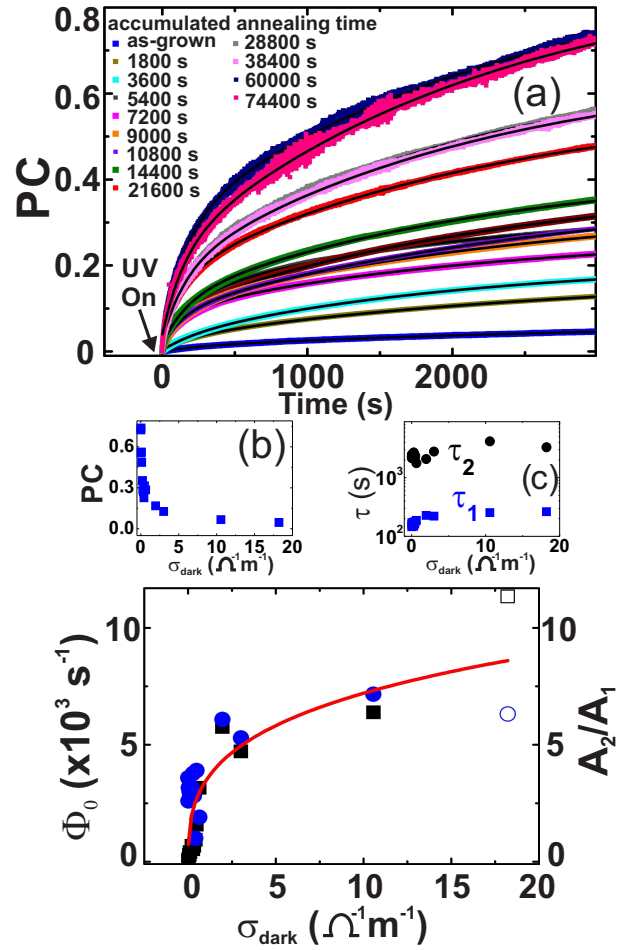 accumulated annealing time
as-grown
1800 s
3600 s
5400 s
7200 s
9000 s
10800 s
14400 s
21600 s
28800 s
38400 s
60000 s
74400 s
(a)
0.8
0.6
0.4
0.2
0
PC
UV
On
0 1000 2000
Time (s)
(b)
0.6
0.3
0.0
PC
0 5 10 15 20
σdark (Ω⁻¹m⁻¹)
(c)
10³
10²
τ (s)
τ₂
τ₁
0 5 10 15 20
σdark (Ω⁻¹m⁻¹)
10
5
0
Φ₀ (x10³ s⁻¹)
10
5
0
A₂/A₁
0 5 10 15 20
σdark (Ω⁻¹m⁻¹)